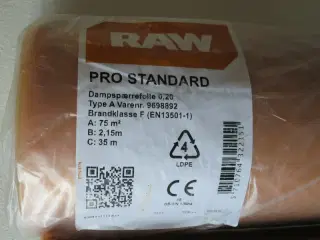 RAW
PRO STANDARD
Dampspærrefolie 0,20
Type A Varenr. 9698892
Brandklasse F (EN13501-1)
A: 75 m²
B: 2,15m
C: 35 m
4
LDPE
CE